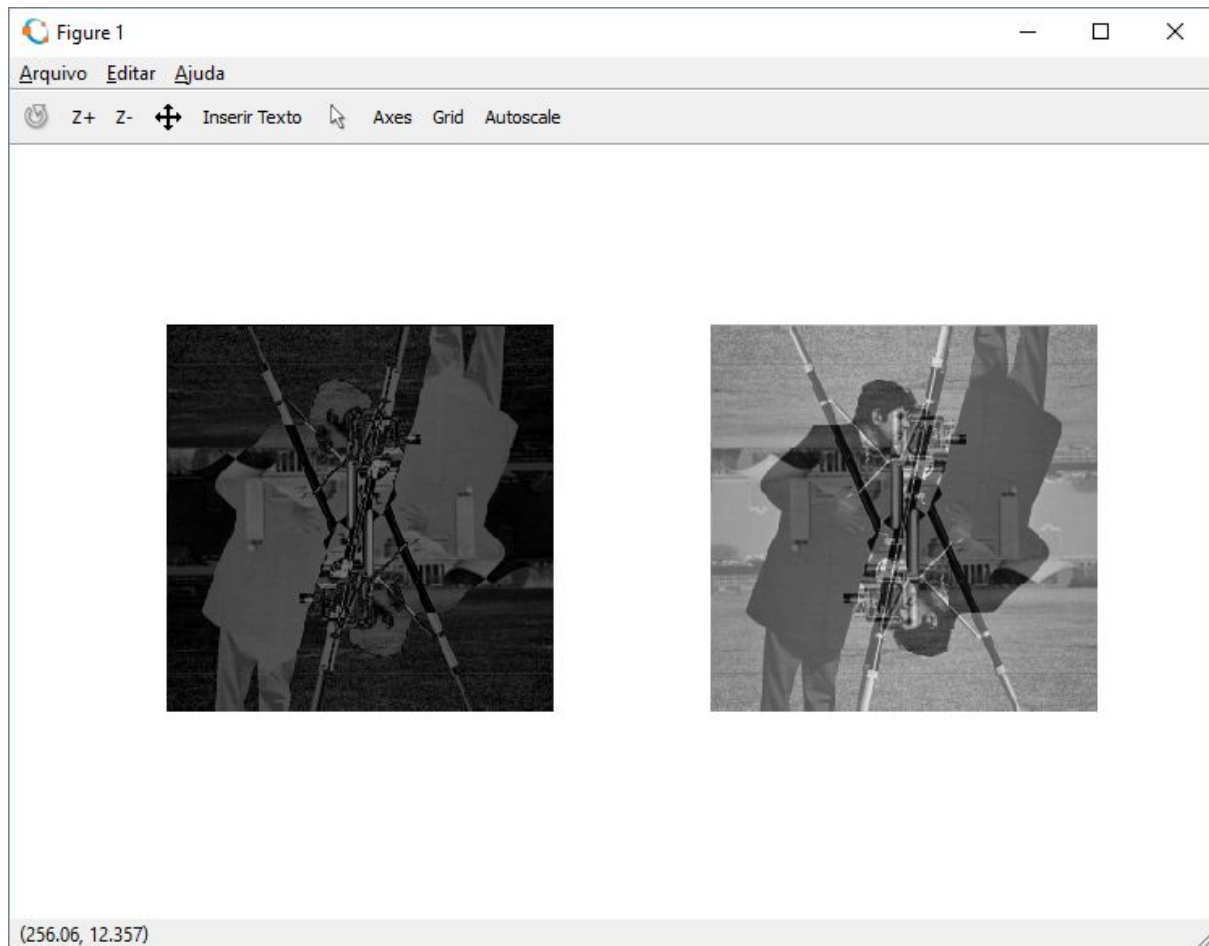 Figure 1
Arquivo Editar Ajuda
Z+ Z- Inserir Texto Axes Grid Autoscale
(256.06, 12.357)